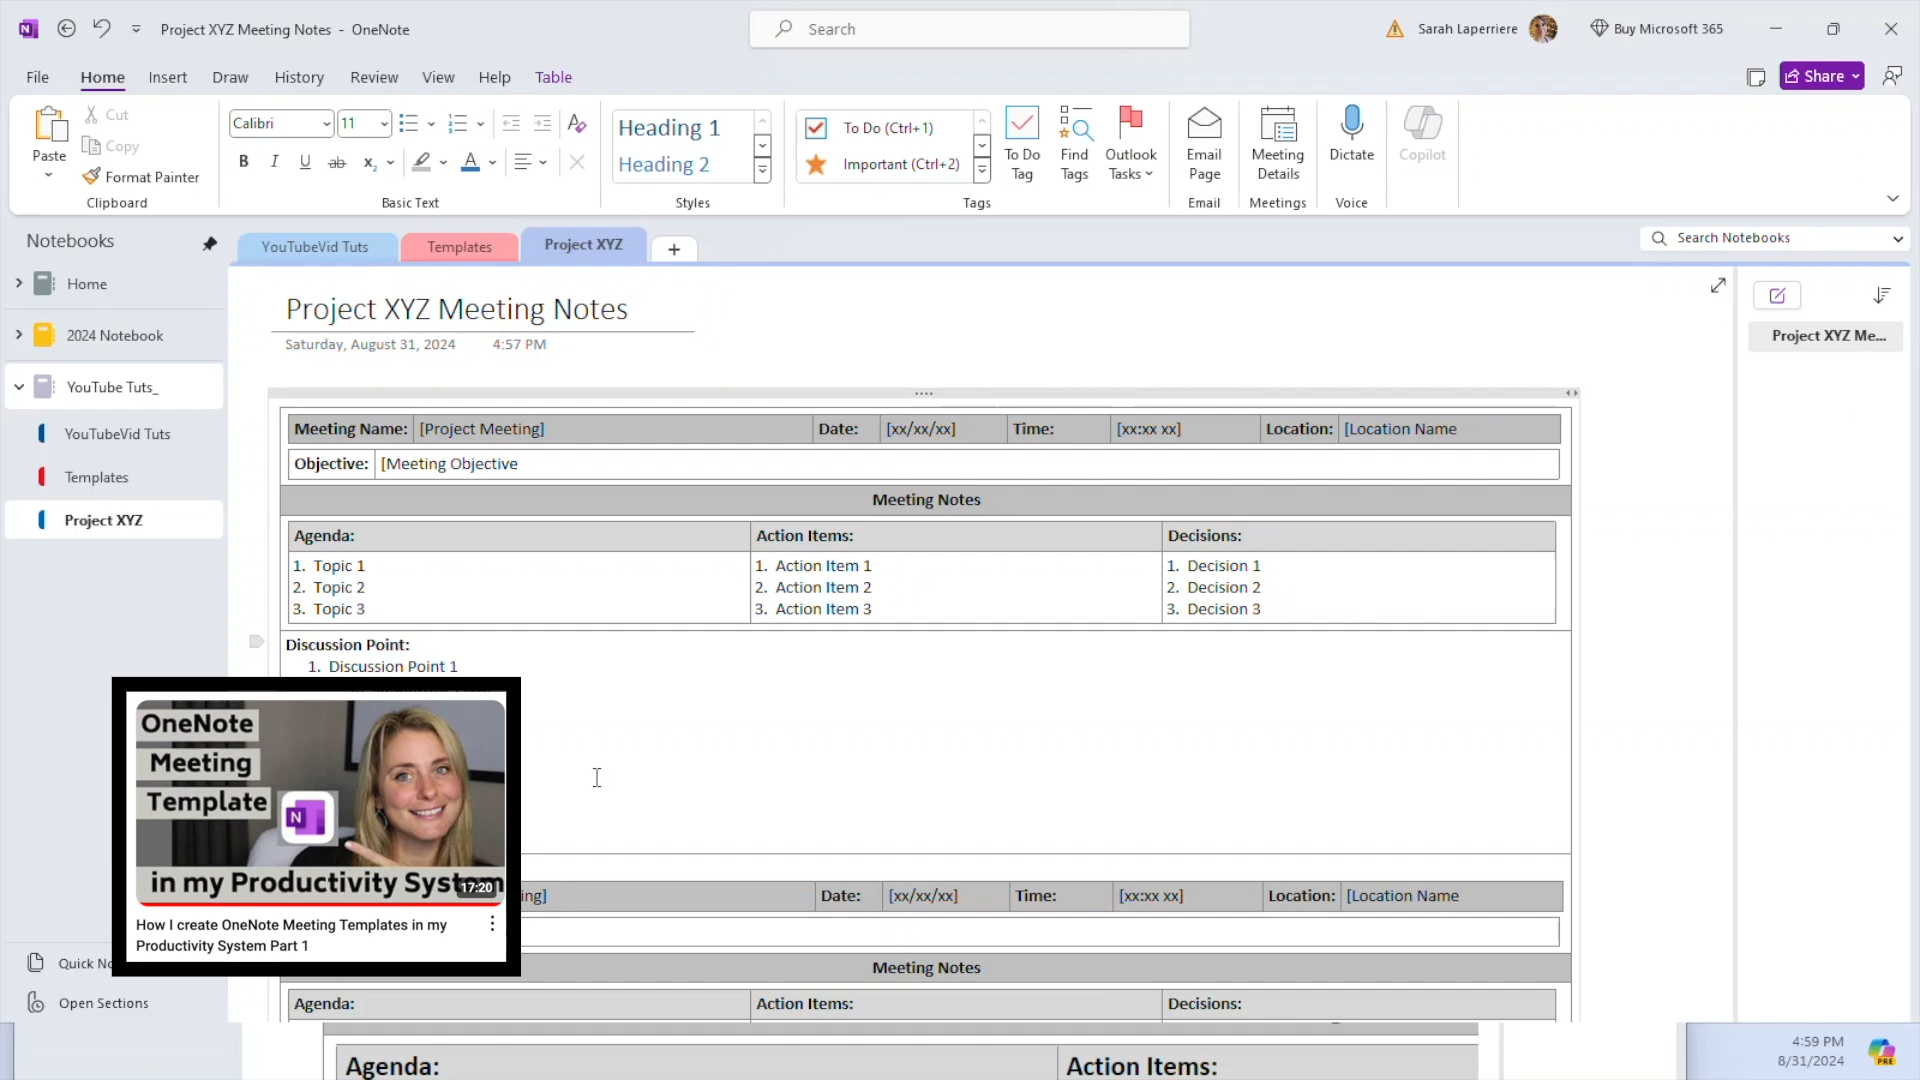 Project XYZ Meeting Notes - OneNote
Search
Sarah Laperriere
Buy Microsoft 365
File Home Insert Draw History Review View Help Table
Share
Paste
Cut
Copy
Format Painter
Clipboard
Calibri 11
Basic Text
Heading 1
Heading 2
Styles
To Do (Ctrl+1)
Important (Ctrl+2)
Tags
To Do Tag
Find Tags
Outlook Tasks
Email Page
Email
Meeting Details
Meetings
Dictate
Voice
Copilot
Notebooks
YouTubeVid Tuts Templates Project XYZ
Search Notebooks
Home
2024 Notebook
YouTube Tuts_
YouTubeVid Tuts
Templates
Project XYZ
Quick No
Open Sections
Project XYZ Me...
Project XYZ Meeting Notes
Saturday, August 31, 2024 4:57 PM
Meeting Name: [Project Meeting] Date: [xx/xx/xx] Time: [xx:xx xx] Location: [Location Name
Objective: [Meeting Objective
Meeting Notes
Agenda: Action Items: Decisions:
1. Topic 1 1. Action Item 1 1. Decision 1
2. Topic 2 2. Action Item 2 2. Decision 2
3. Topic 3 3. Action Item 3 3. Decision 3
Discussion Point:
1. Discussion Point 1
OneNote
Meeting
Template
N
in my Productivity System
17:20
How I create OneNote Meeting Templates in my
Productivity System Part 1
ing] Date: [xx/xx/xx] Time: [xx:xx xx] Location: [Location Name
Meeting Notes
Agenda: Action Items: Decisions:
Agenda: Action Items:
4:59 PM
8/31/2024
PRE